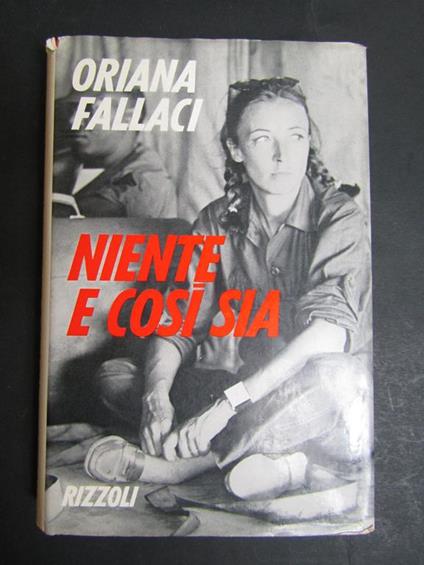 ORIANA
FALLACI
NIENTE
E COSÌ SIA
RIZZOLI